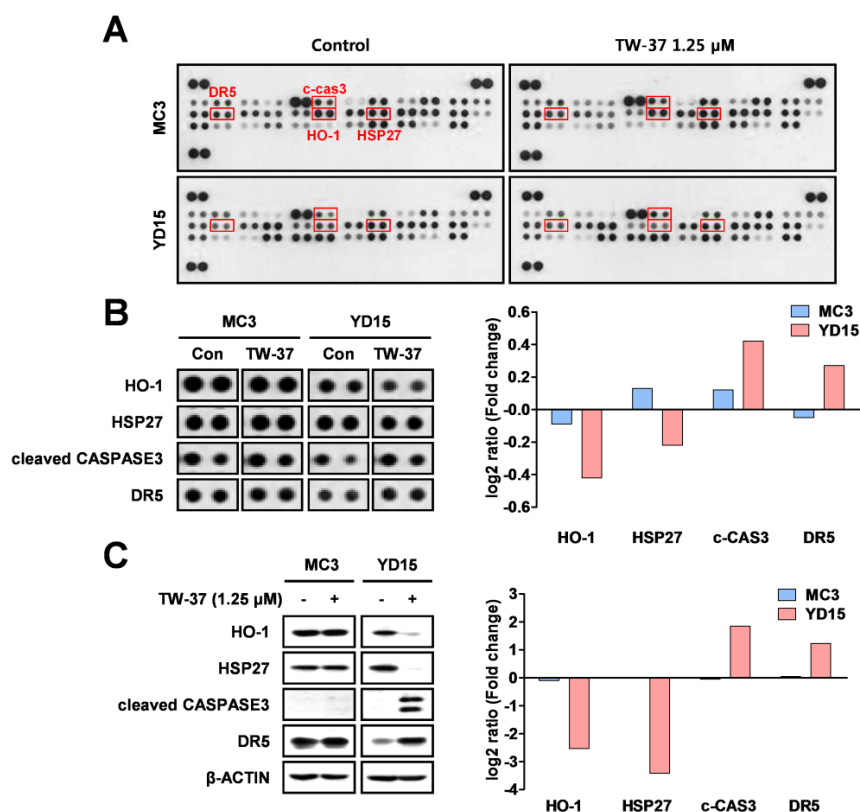 A
Control
TW-37 1.25 μM
MC3
DR5
c-cas3
HO-1
HSP27
YD15
B
MC3
YD15
Con
TW-37
Con
TW-37
HO-1
HSP27
cleaved CASPASE3
DR5
MC3
YD15
log2 ratio (Fold change)
0.6
0.4
0.2
-0.0
-0.2
-0.4
-0.6
HO-1
HSP27
c-CAS3
DR5
C
MC3
YD15
TW-37 (1.25 μM)
-
+
-
+
HO-1
HSP27
cleaved CASPASE3
DR5
β-ACTIN
MC3
YD15
log2 ratio (Fold change)
3
2
1
0
-1
-2
-3
-4
HO-1
HSP27
c-CAS3
DR5